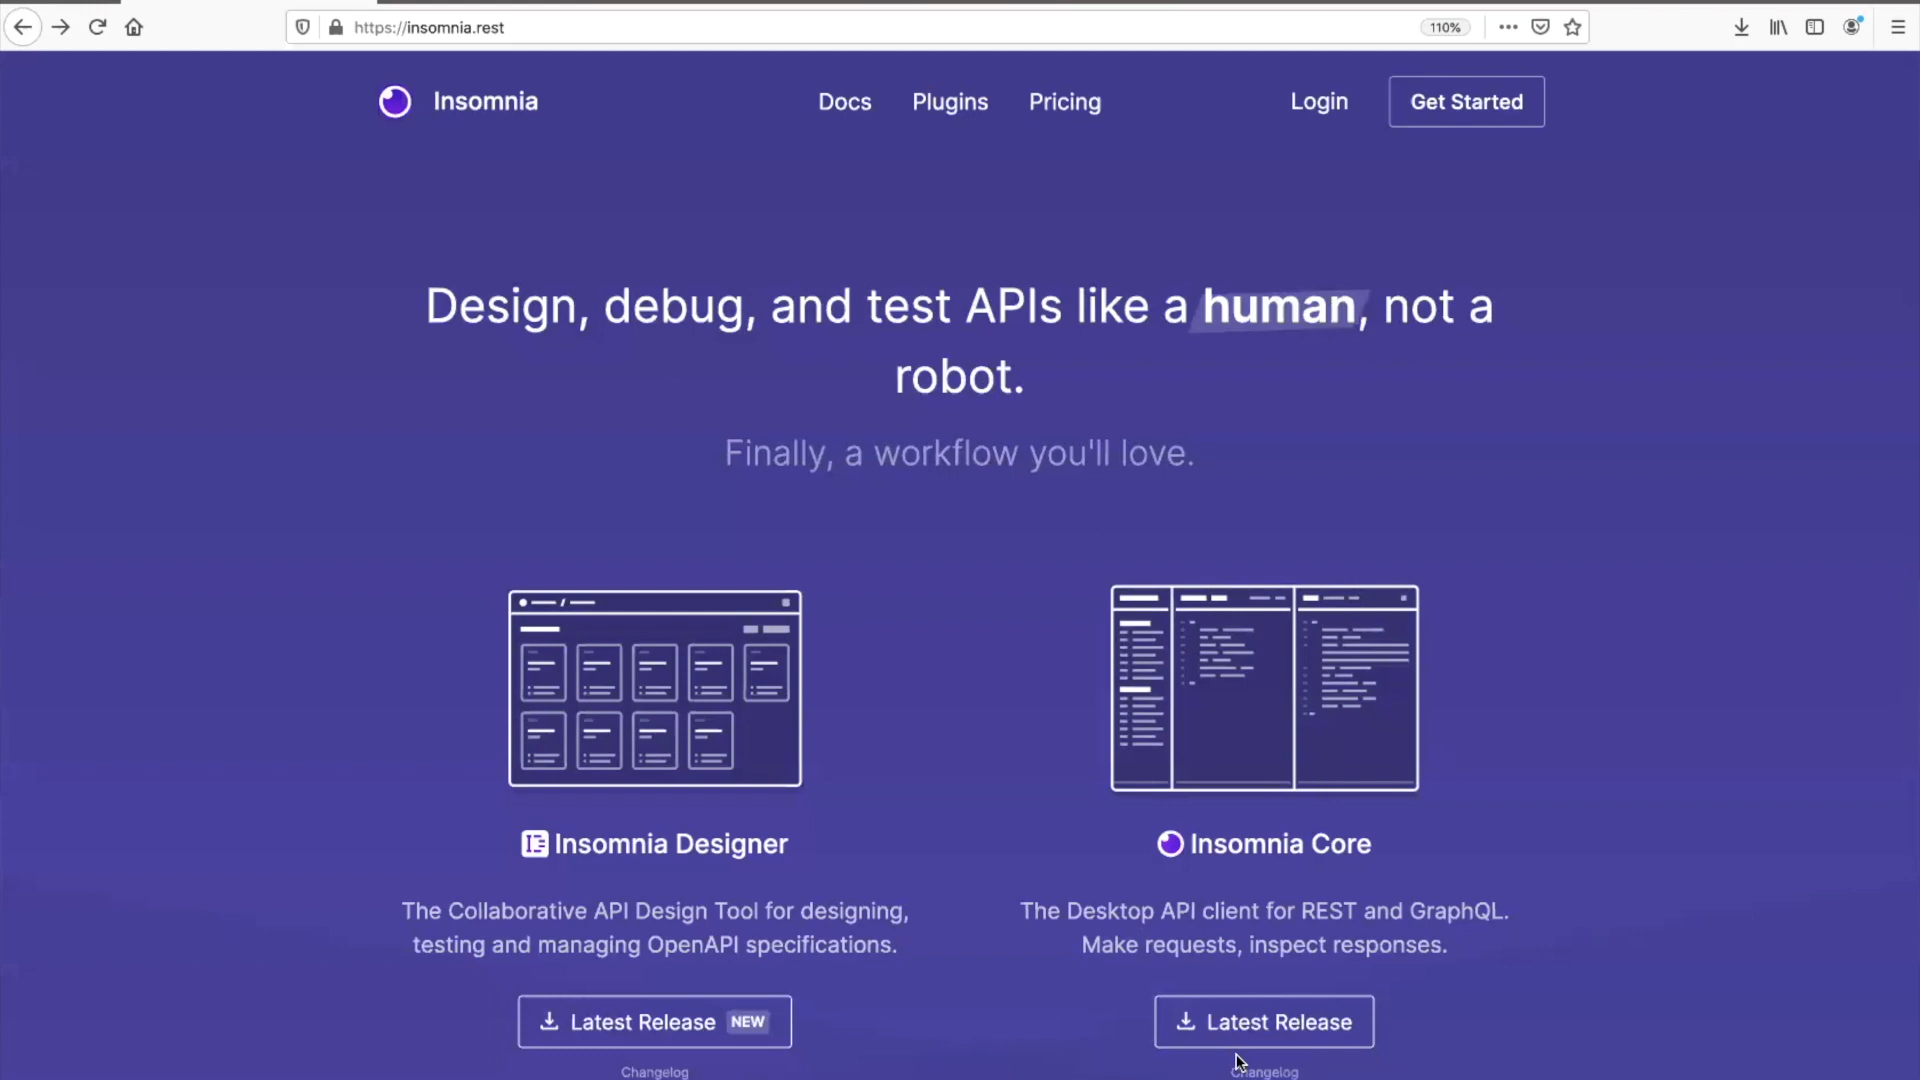 https://insomnia.rest
110%
Insomnia
Docs
Plugins
Pricing
Login
Get Started
Design, debug, and test APIs like a human, not a
robot.
Finally, a workflow you'll love.
Insomnia Designer
The Collaborative API Design Tool for designing,
testing and managing OpenAPI specifications.
Latest Release NEW
Changelog
Insomnia Core
The Desktop API client for REST and GraphQL.
Make requests, inspect responses.
Latest Release
Changelog